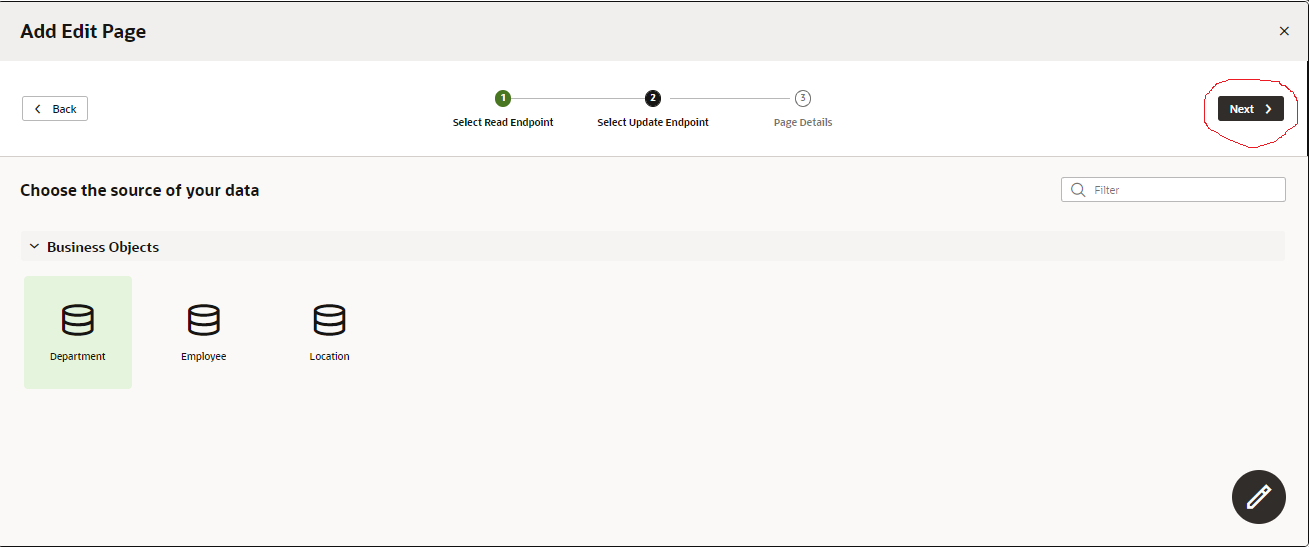 Add Edit Page
Back
1
2
3
Next
Select Read Endpoint
Select Update Endpoint
Page Details
Choose the source of your data
Filter
Business Objects
Department
Employee
Location